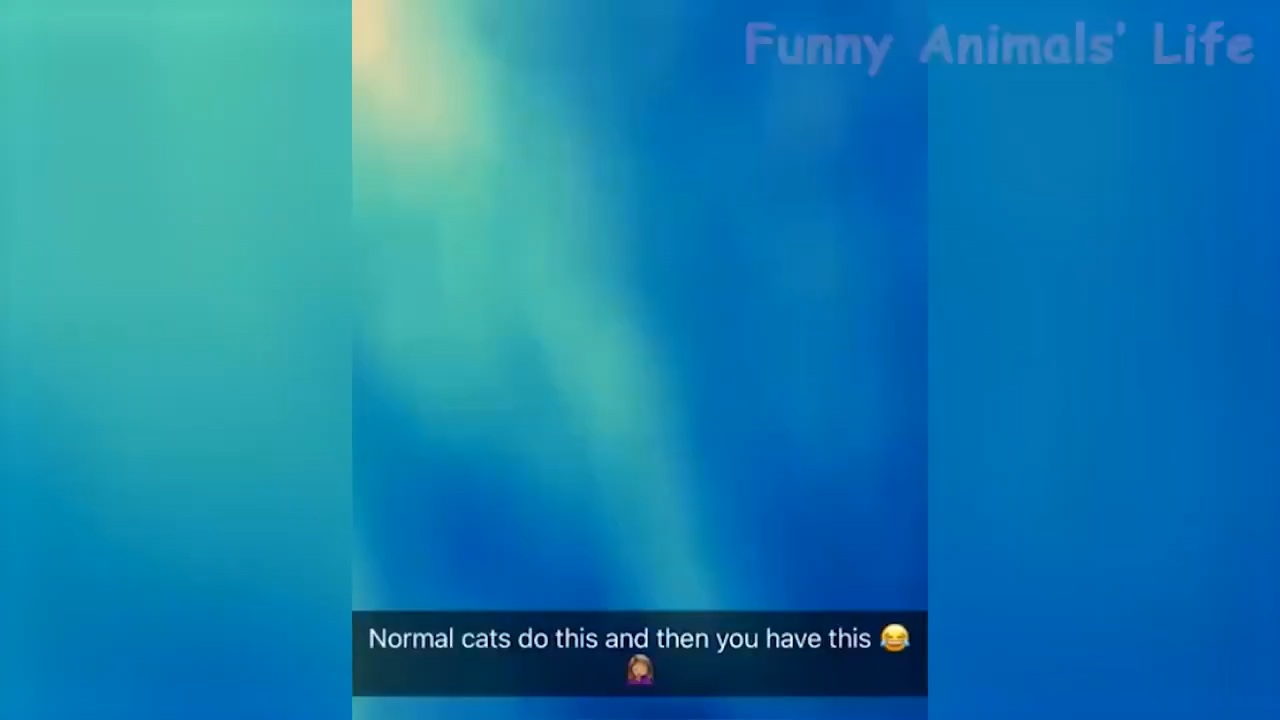 Funny Animals' Life
Normal cats do this and then you have this 😂
🤦🏽‍♀️